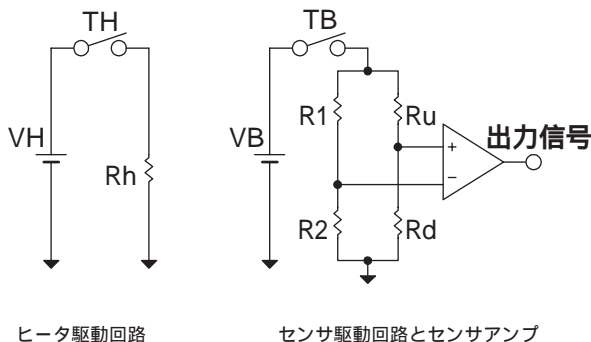 TH
TB
R1
Ru
VH
VB
出力信号
+
−
Rh
R2
Rd
ヒータ駆動回路
センサ駆動回路とセンサアンプ